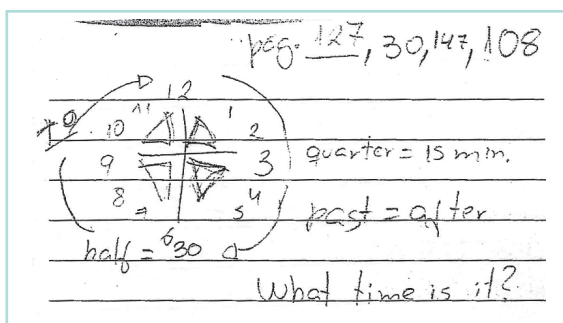 pag. 127, 30, 147, 108
12
11 1
10 2
9 3
8 4
7 5
6
quarter = 15 min.
past = after
half = 30
What time is it?